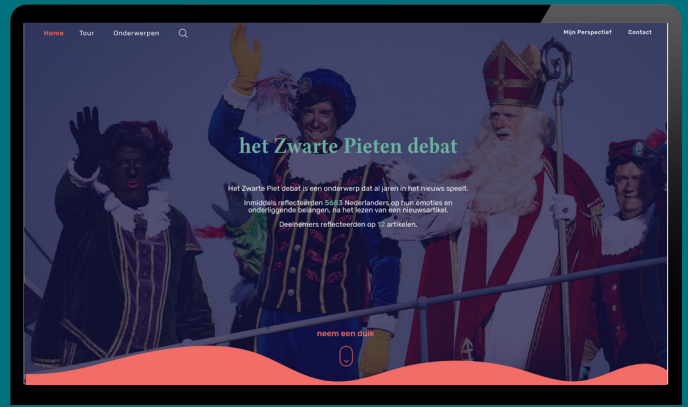 Home Tour Onderwerpen Mijn Perspectief Contact
het Zwarte Pieten debat
Het Zwarte Piet debat is een onderwerp dat al jaren in het nieuws speelt.
Inmiddels reflecteerden 5683 Nederlanders op hun emoties en
onderliggende belangen, na het lezen van een nieuwsartikel.
Deelnemers reflecteerden op 12 artikelen.
neem een duik